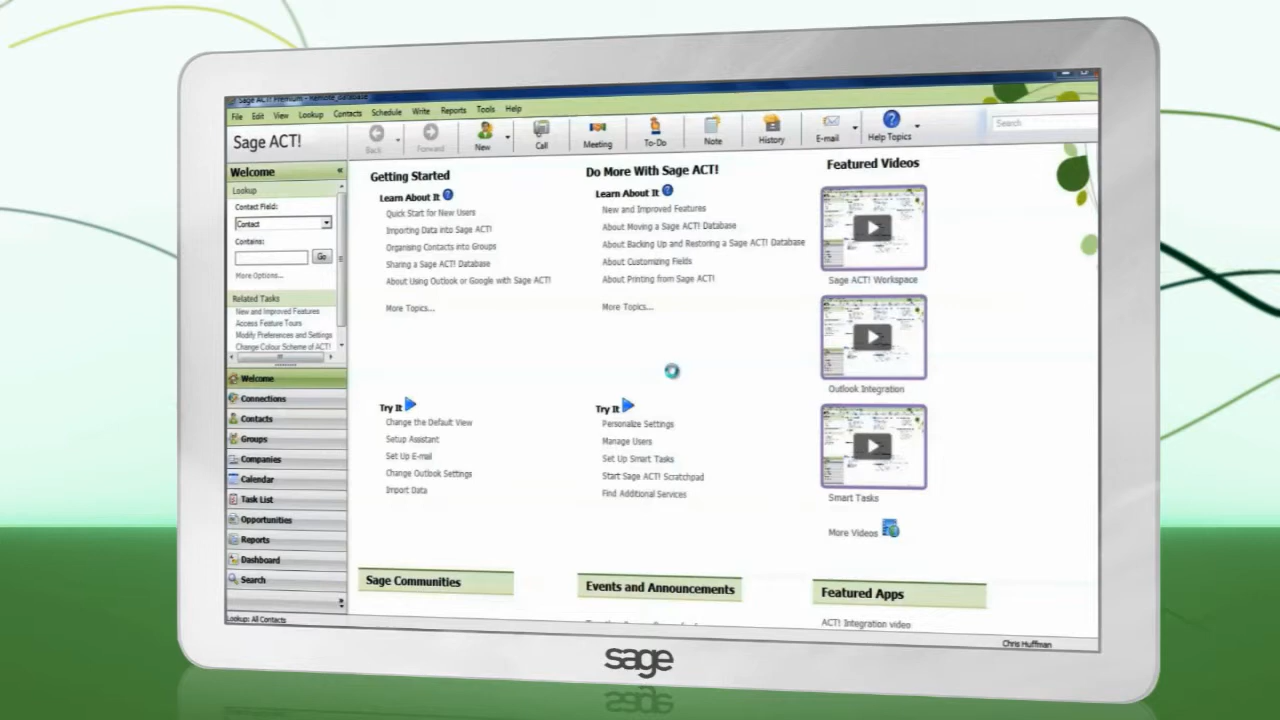 Sage ACT! Premium - Remote_database
File Edit View Lookup Contacts Schedule Write Reports Tools Help
Sage ACT!
Back
Forward
New
Call
Meeting
To-Do
Note
History
E-mail
Help Topics
Search
Welcome
Lookup
Contact Field:
Contact
Contains:
Go
More Options...
Related Tasks
New and Improved Features
Access Feature Tours
Modify Preferences and Settings
Change Colour Scheme of ACT!
Welcome
Connections
Contacts
Groups
Companies
Calendar
Task List
Opportunities
Reports
Dashboard
Search
Lookup: All Contacts
Getting Started
Learn About It
Quick Start for New Users
Importing Data into Sage ACT!
Organising Contacts into Groups
Sharing a Sage ACT! Database
About Using Outlook or Google with Sage ACT!
More Topics...
Try It
Change the Default View
Setup Assistant
Set Up E-mail
Change Outlook Settings
Import Data
Sage Communities
Do More With Sage ACT!
Learn About It
New and Improved Features
About Moving a Sage ACT! Database
About Backing Up and Restoring a Sage ACT! Database
About Customizing Fields
About Printing from Sage ACT!
More Topics...
Try It
Personalize Settings
Manage Users
Set Up Smart Tasks
Start Sage ACT! Scratchpad
Find Additional Services
Events and Announcements
Featured Videos
Sage ACT! Workspace
Outlook Integration
Smart Tasks
More Videos
Featured Apps
ACT! Integration video
Chris Huffman
sage